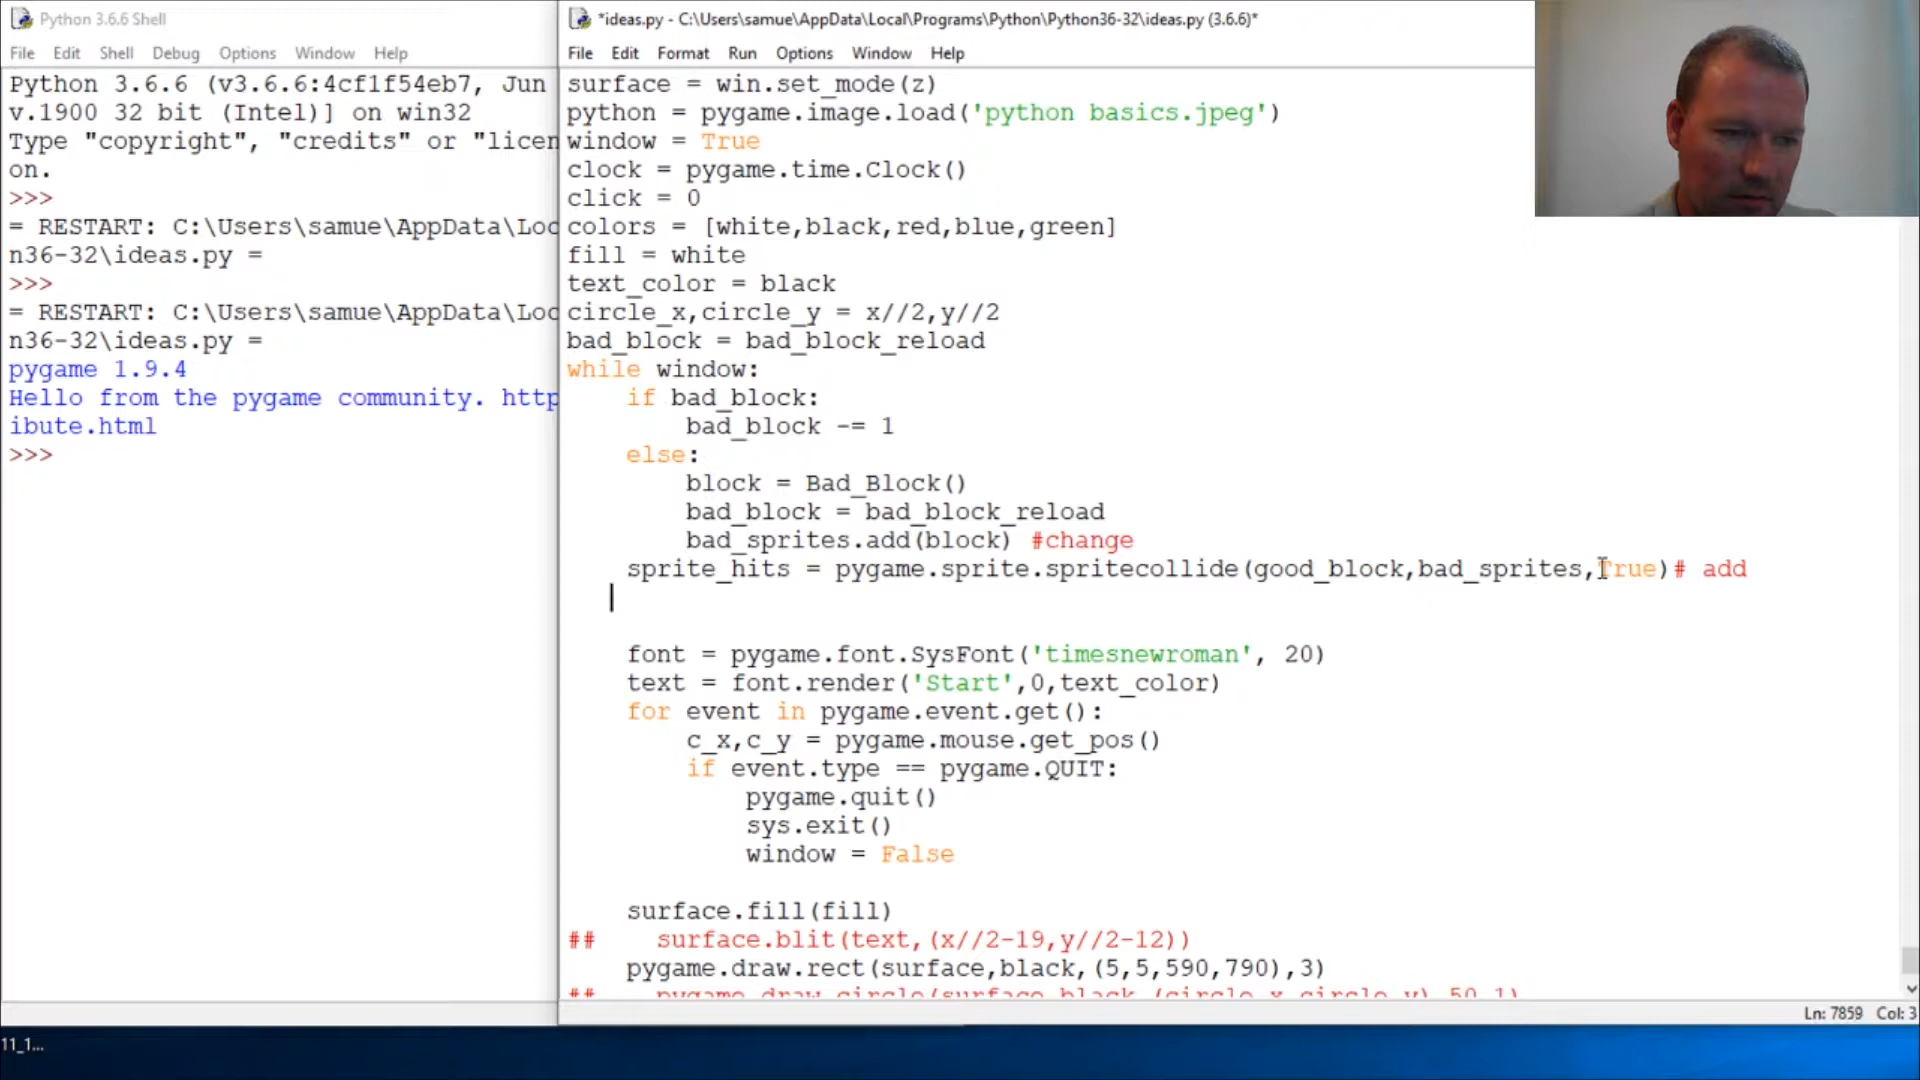 Python 3.6.6 Shell
File Edit Shell Debug Options Window Help
Python 3.6.6 (v3.6.6:4cf1f54eb7, Jun
v.1900 32 bit (Intel)] on win32
Type "copyright", "credits" or "licen
on.
>>>
= RESTART: C:\Users\samue\AppData\Loc
n36-32\ideas.py =
>>>
= RESTART: C:\Users\samue\AppData\Loc
n36-32\ideas.py =
pygame 1.9.4
Hello from the pygame community. http
ibute.html
>>>
*ideas.py - C:\Users\samue\AppData\Local\Programs\Python\Python36-32\ideas.py (3.6.6)*
File Edit Format Run Options Window Help
surface = win.set_mode(z)
python = pygame.image.load('python basics.jpeg')
window = True
clock = pygame.time.Clock()
click = 0
colors = [white,black,red,blue,green]
fill = white
text_color = black
circle_x,circle_y = x//2,y//2
bad_block = bad_block_reload
while window:
    if bad_block:
        bad_block -= 1
    else:
        block = Bad_Block()
        bad_block = bad_block_reload
        bad_sprites.add(block) #change
    sprite_hits = pygame.sprite.spritecollide(good_block,bad_sprites,True)# add
    font = pygame.font.SysFont('timesnewroman', 20)
    text = font.render('Start',0,text_color)
    for event in pygame.event.get():
        c_x,c_y = pygame.mouse.get_pos()
        if event.type == pygame.QUIT:
            pygame.quit()
            sys.exit()
            window = False
    surface.fill(fill)
##    surface.blit(text,(x//2-19,y//2-12))
    pygame.draw.rect(surface,black,(5,5,590,790),3)
##    pygame.draw.circle(surface,black,(circle_x,circle_y),50,1)
Ln: 7859 Col: 3
11_1...